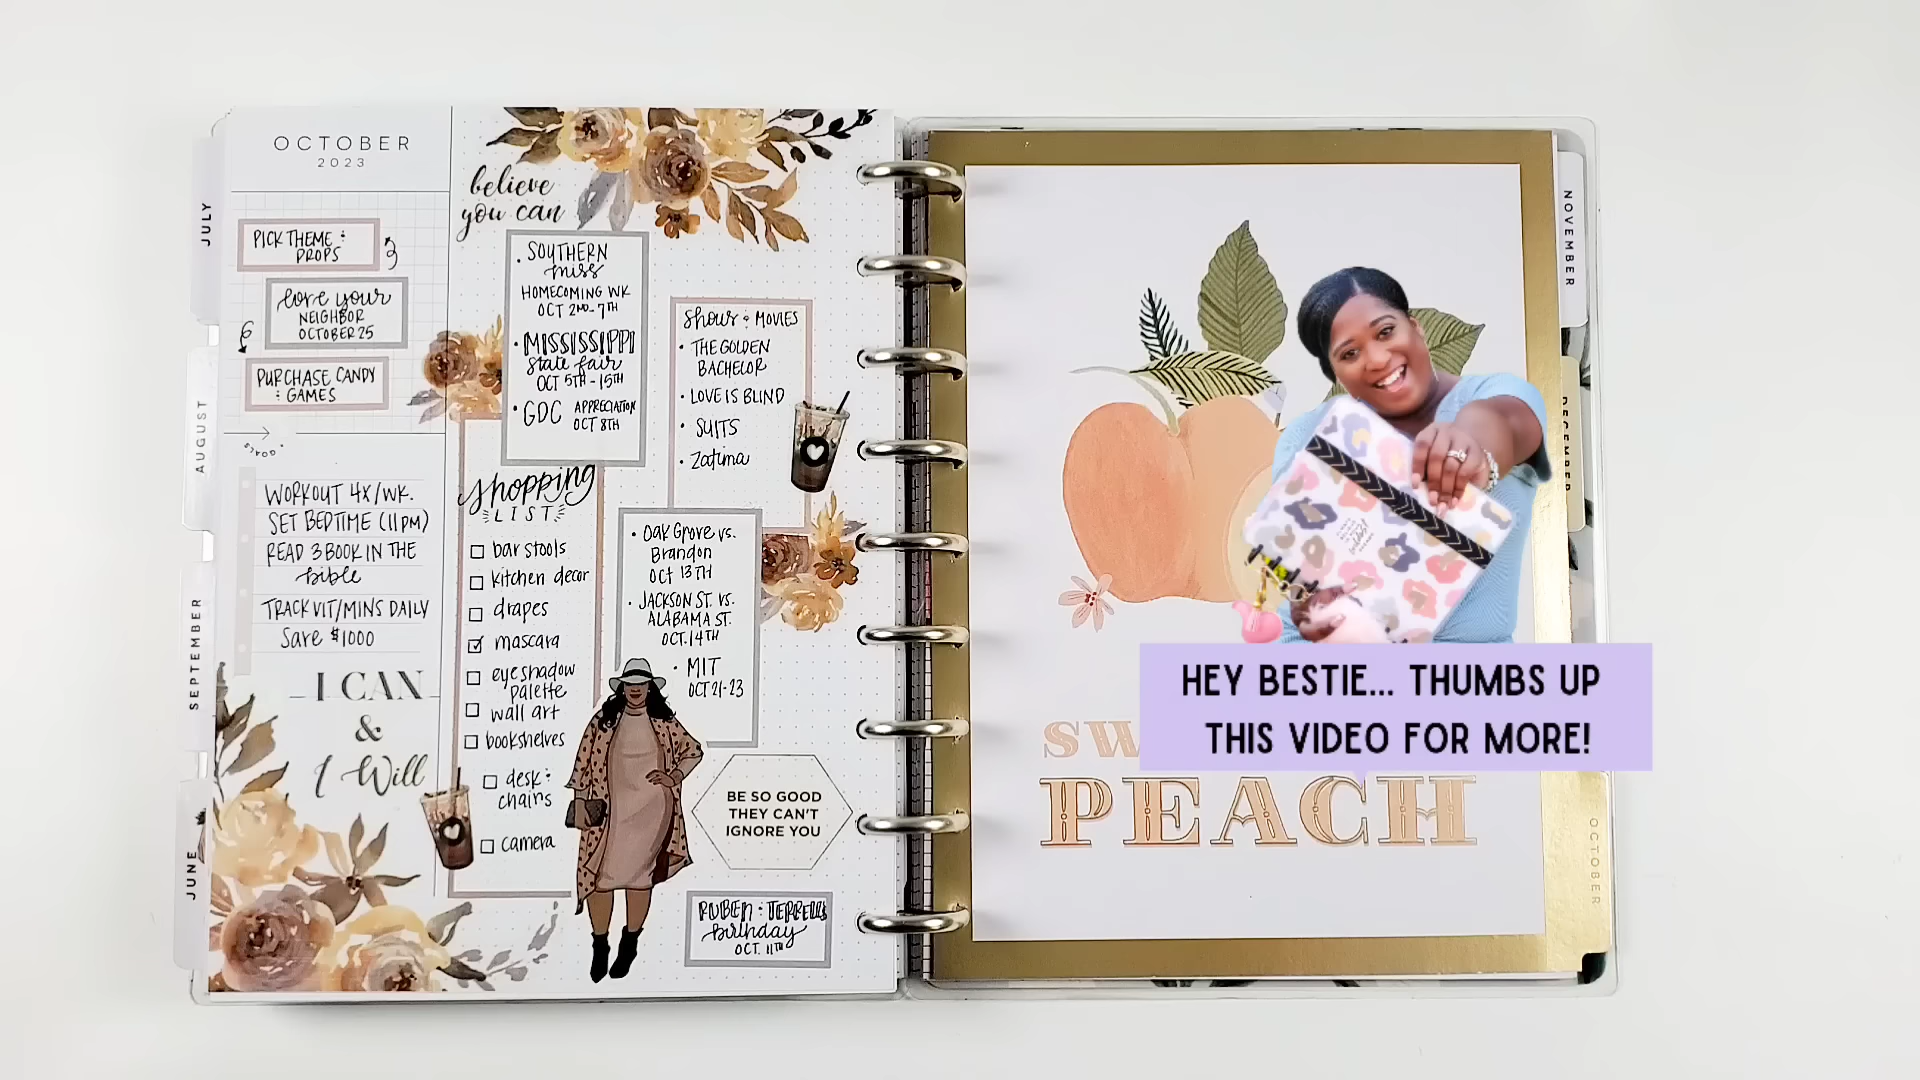 OCTOBER
2023
PICK THEME &
PROPS
love your
NEIGHBOR
OCTOBER 25
PURCHASE CANDY
& GAMES
GOALS
WORKOUT 4X/WK.
SET BEDTIME (11PM)
READ 3 BOOK IN THE
bible
TRACK VIT/MINS DAILY
Save $1000
I CAN
&
I Will
believe
you can
• SOUTHERN
miss
HOMECOMING WK
OCT 2ND-7TH
• MISSISSIPPI
State fair
OCT 5TH-15TH
• GDC APPRECIATION
OCT 8TH
shopping
LIST
bar stools
kitchen decor
drapes
mascara
eyeshadow
palette
wall art
bookshelves
desk &
chairs
camera
Shows & MOVIES
• THE GOLDEN
BACHELOR
• LOVE IS BLIND
• SUITS
• Zatima
• Oak Grove vs.
Brandon
OCT 13TH
• JACKSON ST. VS.
ALABAMA ST.
OCT. 14TH
• MIT
OCT 21-23
BE SO GOOD
THEY CAN'T
IGNORE YOU
RUBEN & TERRELL'S
birthday
OCT. 11TH
JULY
AUGUST
SEPTEMBER
JUNE
NOVEMBER
DECEMBER
OCTOBER
HEY BESTIE... THUMBS UP
THIS VIDEO FOR MORE!
SW
PEACH